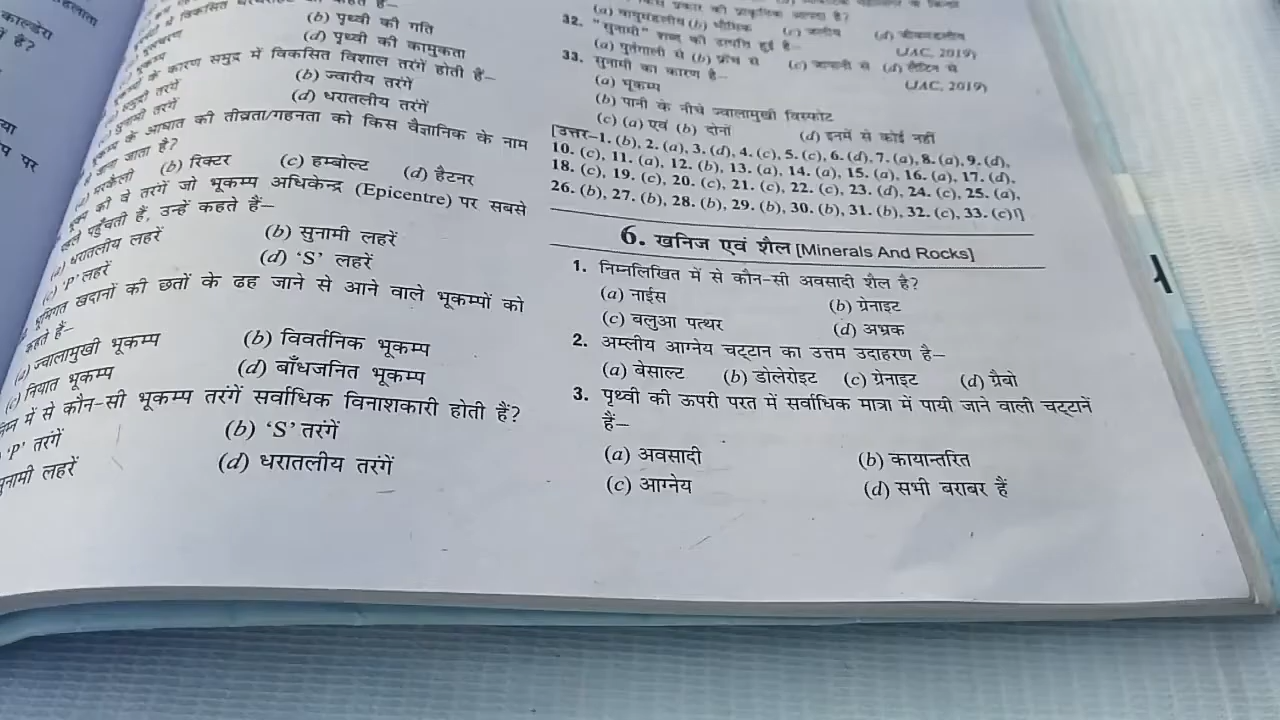 (b) पृथ्वी की गति
(d) पृथ्वी की कामुकता
के कारण समुद्र में विकसित विशाल तरंगें होती हैं–
(b) ज्वारीय तरंगें
(d) धरातलीय तरंगें
के आघात की तीव्रता/गहनता को किस वैज्ञानिक के नाम
जाना जाता है?
(b) रिक्टर (c) हम्बोल्ट (d) हैटनर
की वे तरंगें जो भूकम्प अधिकेन्द्र (Epicentre) पर सबसे
पहले पहुँचती हैं, उन्हें कहते हैं–
धरातलीय लहरें (b) सुनामी लहरें
'P' लहरें (d) 'S' लहरें
भूमिगत खदानों की छतों के ढह जाने से आने वाले भूकम्पों को
कहते हैं–
(a) ज्वालामुखी भूकम्प (b) विवर्तनिक भूकम्प
(c) नियात भूकम्प (d) बाँधजनित भूकम्प
निम्न में से कौन-सी भूकम्प तरंगें सर्वाधिक विनाशकारी होती हैं?
'P' तरंगें (b) 'S' तरंगें
सुनामी लहरें (d) धरातलीय तरंगें
32. "सुनामी" शब्द की उत्पत्ति हुई है– (JAC, 2019)
(a) पुर्तगाली से (b) फ्रेंच से (c) जापानी से (d) लैटिन से
33. सुनामी का कारण है– (JAC, 2019)
(a) भूकम्प
(b) पानी के नीचे ज्वालामुखी विस्फोट
(c) (a) एवं (b) दोनों (d) इनमें से कोई नहीं
[उत्तर–1. (b), 2. (a), 3. (d), 4. (c), 5. (c), 6. (d), 7. (a), 8. (a), 9. (d),
10. (c), 11. (a), 12. (b), 13. (a), 14. (a), 15. (a), 16. (a), 17. (d),
18. (c), 19. (c), 20. (c), 21. (c), 22. (c), 23. (d), 24. (c), 25. (a),
26. (b), 27. (b), 28. (b), 29. (b), 30. (b), 31. (b), 32. (c), 33. (c)।]
6. खनिज एवं शैल [Minerals And Rocks]
1. निम्नलिखित में से कौन-सी अवसादी शैल है?
(a) नाईस (b) ग्रेनाइट
(c) बलुआ पत्थर (d) अभ्रक
2. अम्लीय आग्नेय चट्टान का उत्तम उदाहरण है–
(a) बेसाल्ट (b) डोलेरोइट (c) ग्रेनाइट (d) ग्रैबो
3. पृथ्वी की ऊपरी परत में सर्वाधिक मात्रा में पायी जाने वाली चट्टानें
हैं–
(a) अवसादी (b) कायान्तरित
(c) आग्नेय (d) सभी बराबर हैं